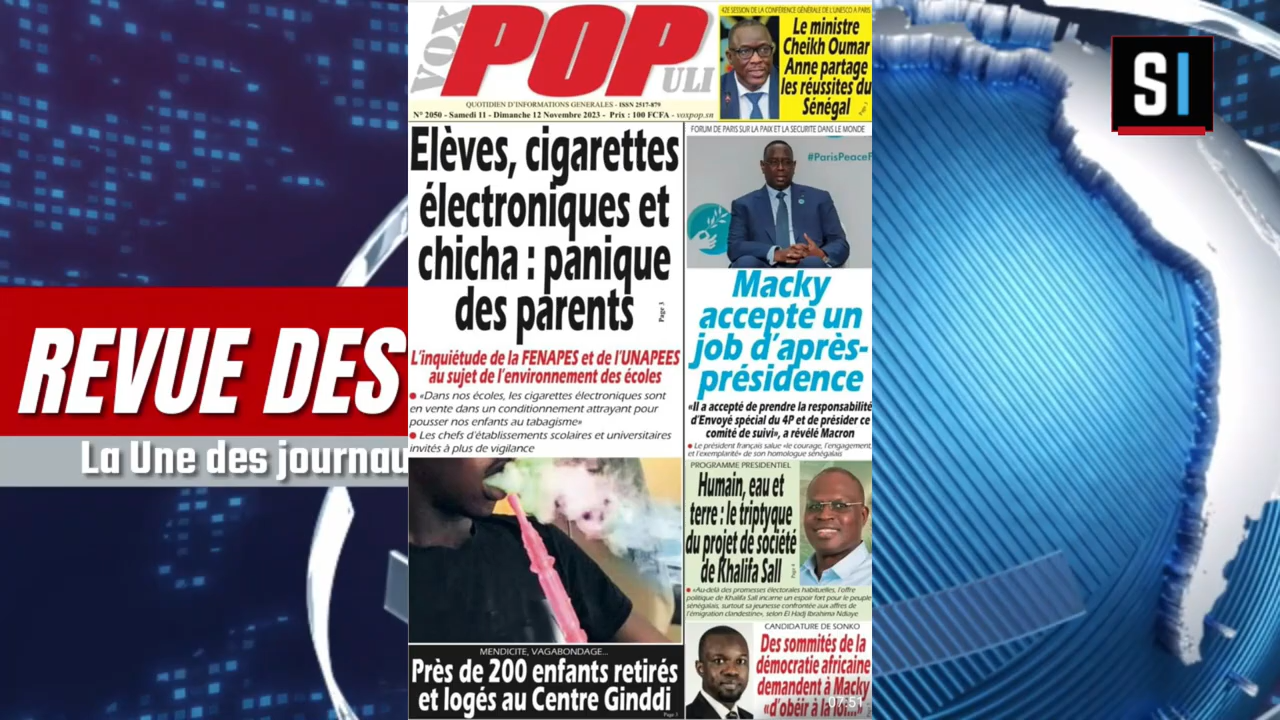 SI
REVUE DES
La Une des journau
VOX
POP
ULI
QUOTIDIEN D'INFORMATIONS GENERALES - ISSN 2517-879
N° 2050 - Samedi 11 - Dimanche 12 Novembre 2023 - Prix : 100 FCFA - voxpop.sn
42E SESSION DE LA CONFÉRENCE GÉNÉRALE DE L'UNESCO A PARIS
Le ministre
Cheikh Oumar
Anne partage
les réussites du
Sénégal
Elèves, cigarettes
électroniques et
chicha : panique
des parents
Page 3
L'inquiétude de la FENAPES et de l'UNAPEES
au sujet de l'environnement des écoles
● «Dans nos écoles, les cigarettes électroniques sont
en vente dans un conditionnement attrayant pour
pousser nos enfants au tabagisme»
● Les chefs d'établissements scolaires et universitaires
invités à plus de vigilance
MENDICITE, VAGABONDAGE...
Près de 200 enfants retirés
et logés au Centre Ginddi
FORUM DE PARIS SUR LA PAIX ET LA SECURITE DANS LE MONDE
#ParisPeaceF
Macky
accepte un
job d'après-
présidence
«Il a accepté de prendre la responsabilité
d'Envoyé spécial du 4P et de présider ce
comité de suivi», a révélé Macron
● Le président français salue «le courage, l'engagement
et l'exemplarité» de son homologue sénégalais
PROGRAMME PRESIDENTIEL
Humain, eau et
terre : le triptyque
du projet de société
de Khalifa Sall
● «Au-delà des promesses électorales habituelles, l'offre
politique de Khalifa Sall incarne un espoir fort pour le peuple
sénégalais, surtout sa jeunesse confrontée aux affres de
l'émigration clandestine», selon El Hadj Ibrahima Ndiaye
CANDIDATURE DE SONKO
Des sommités de la
démocratie africaine
demandent à Macky
«d'obéir à la loi...»
07:51